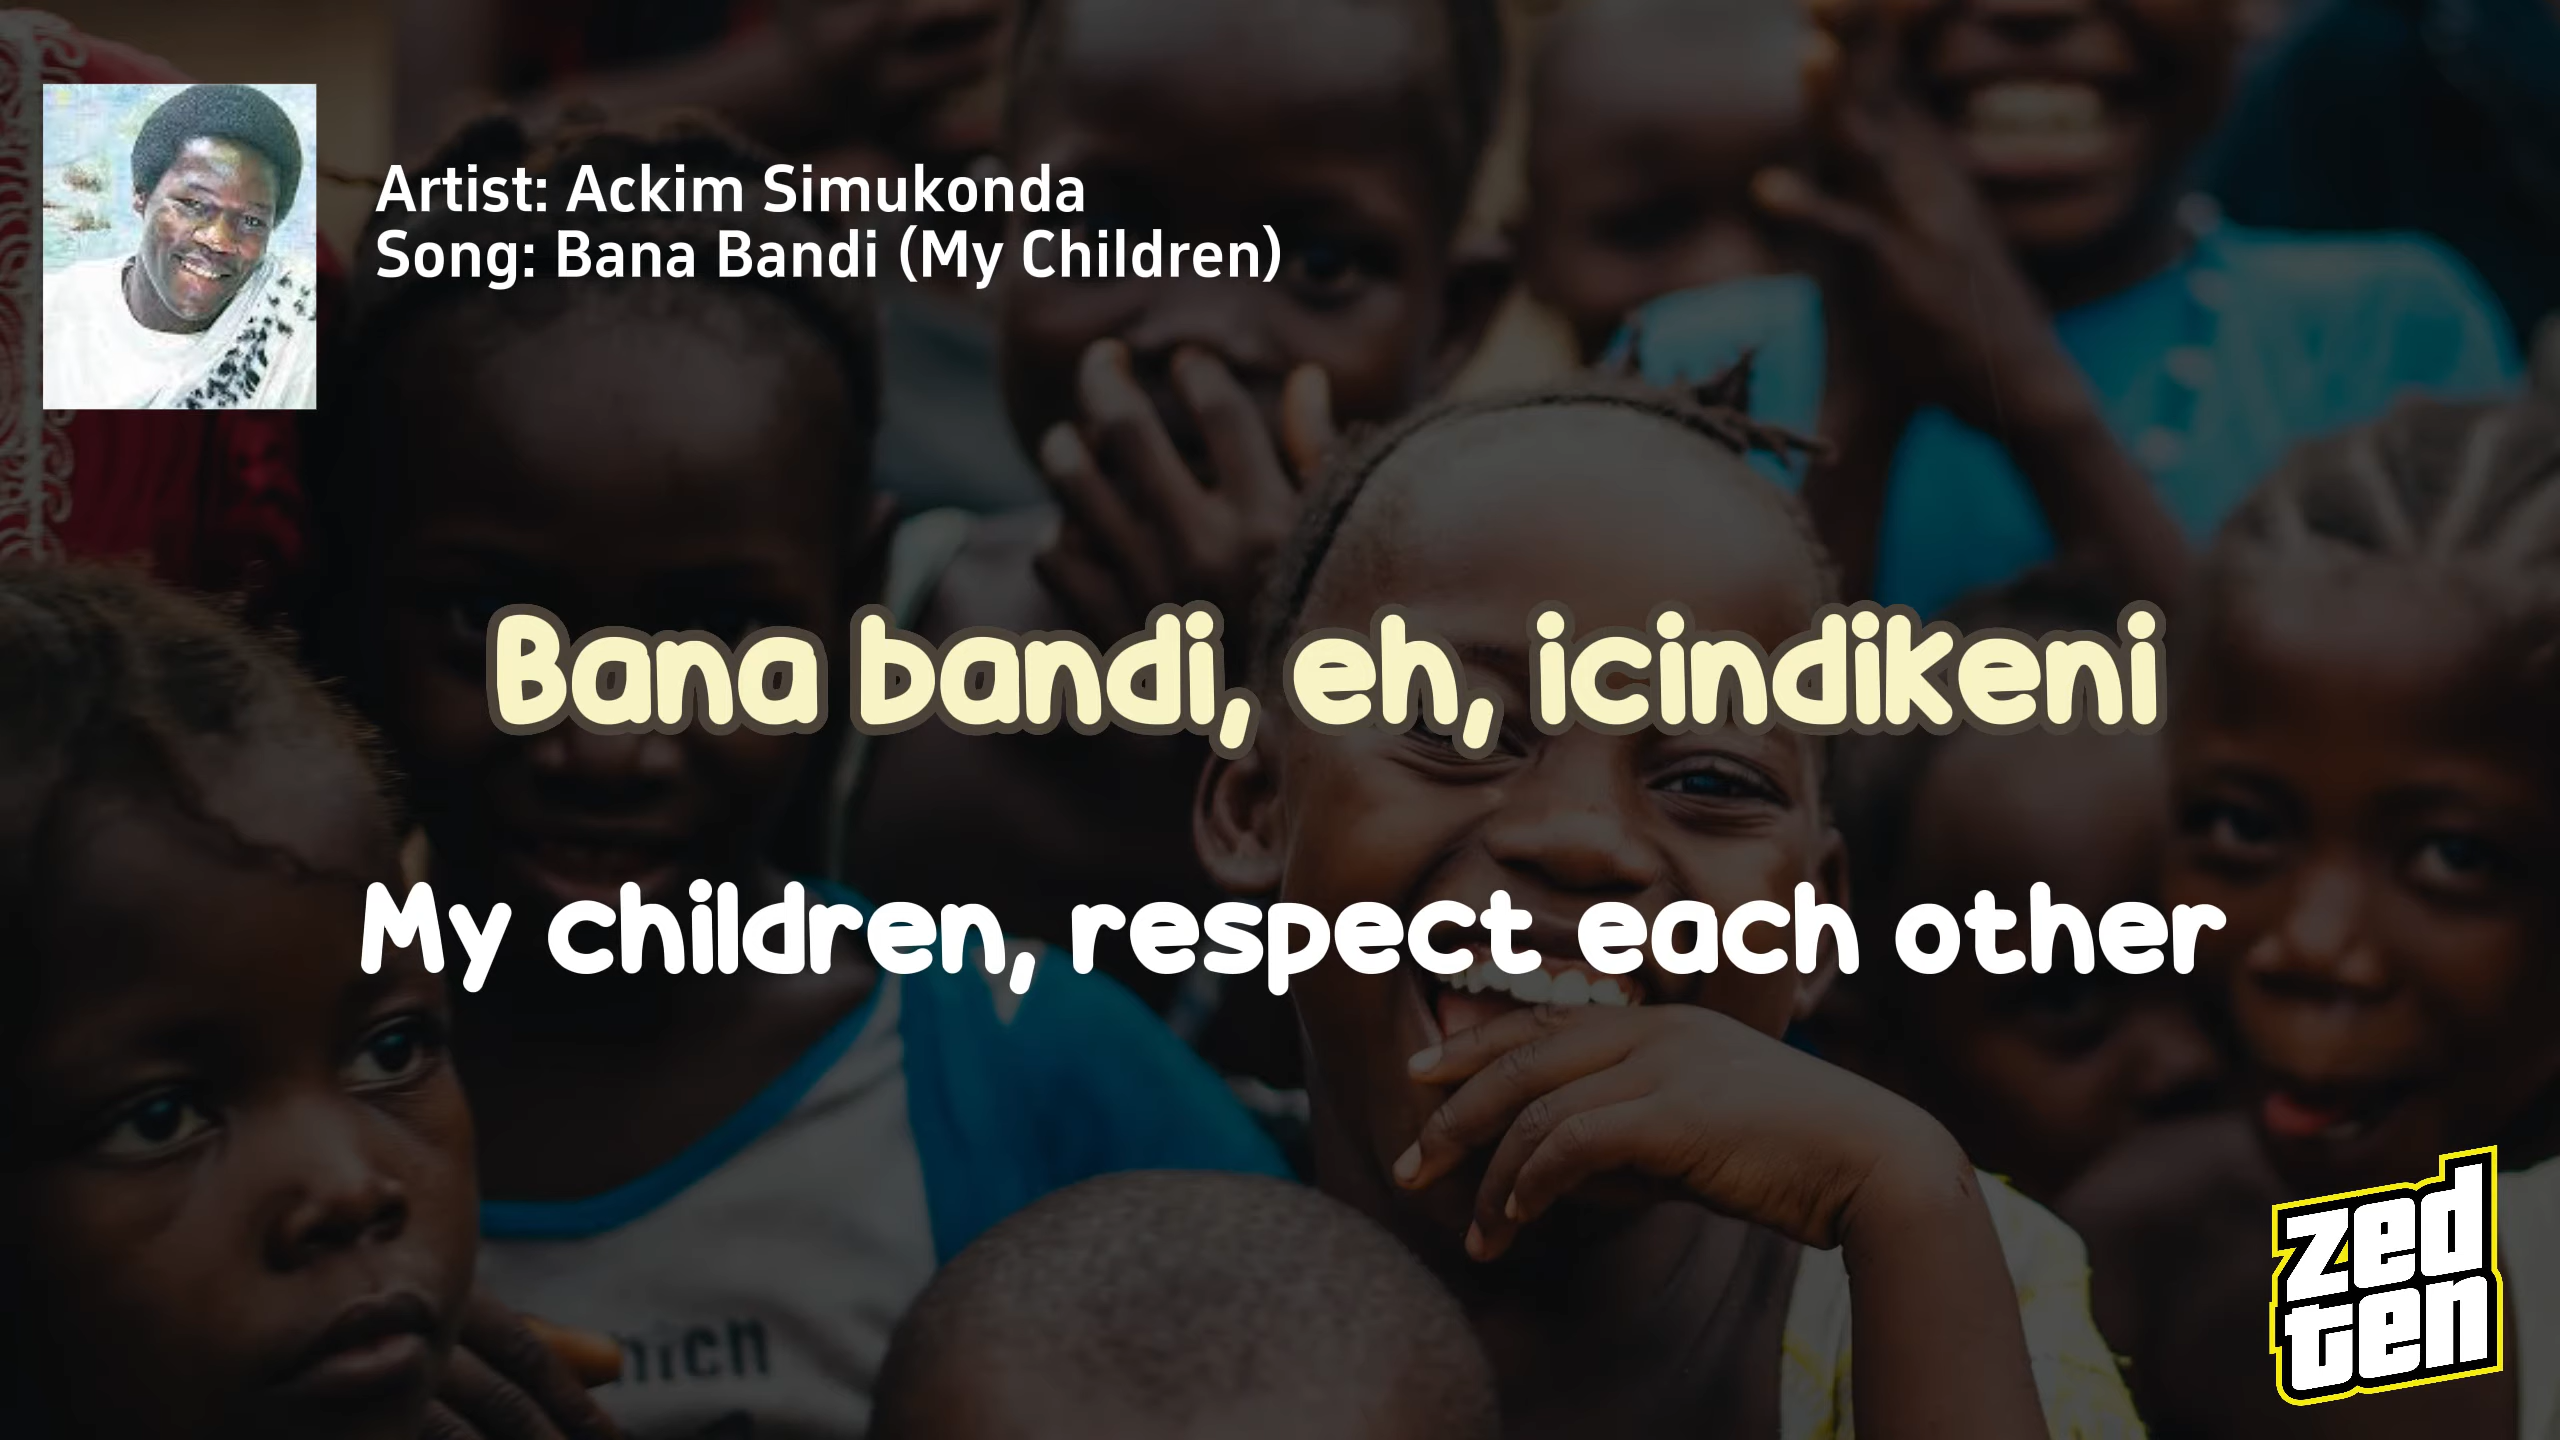 Artist: Ackim Simukonda
Song: Bana Bandi (My Children)
Bana bandi, eh, icindikeni
My children, respect each other
zed
ten